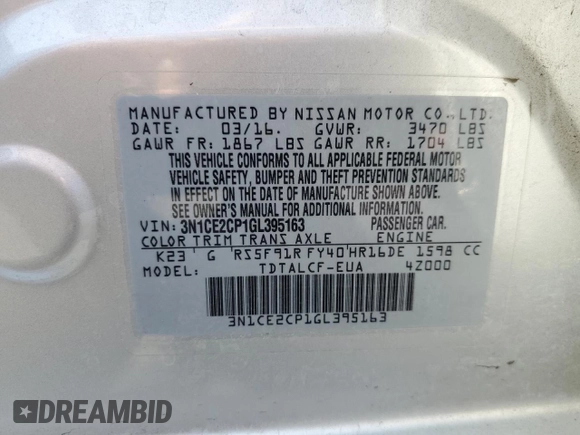 MANUFACTURED BY NISSAN MOTOR CO., LTD.
DATE: 03/16. GVWR: 3470 LBS
GAWR FR: 1867 LBS GAWR RR: 1704 LBS
THIS VEHICLE CONFORMS TO ALL APPLICABLE FEDERAL MOTOR
VEHICLE SAFETY, BUMPER AND THEFT PREVENTION STANDARDS
IN EFFECT ON THE DATE OF MANUFACTURE SHOWN ABOVE.
SEE OWNER'S MANUAL FOR ADDITIONAL INFORMATION.
VIN: 3N1CE2CP1GL395163 PASSENGER CAR.
COLOR TRIM TRANS AXLE ENGINE
K23 G RS5F91R FY40 HR16DE 1598 CC
MODEL: TDTALCF-EUA 4Z000
3N1CE2CP1GL395163
DREAMBID